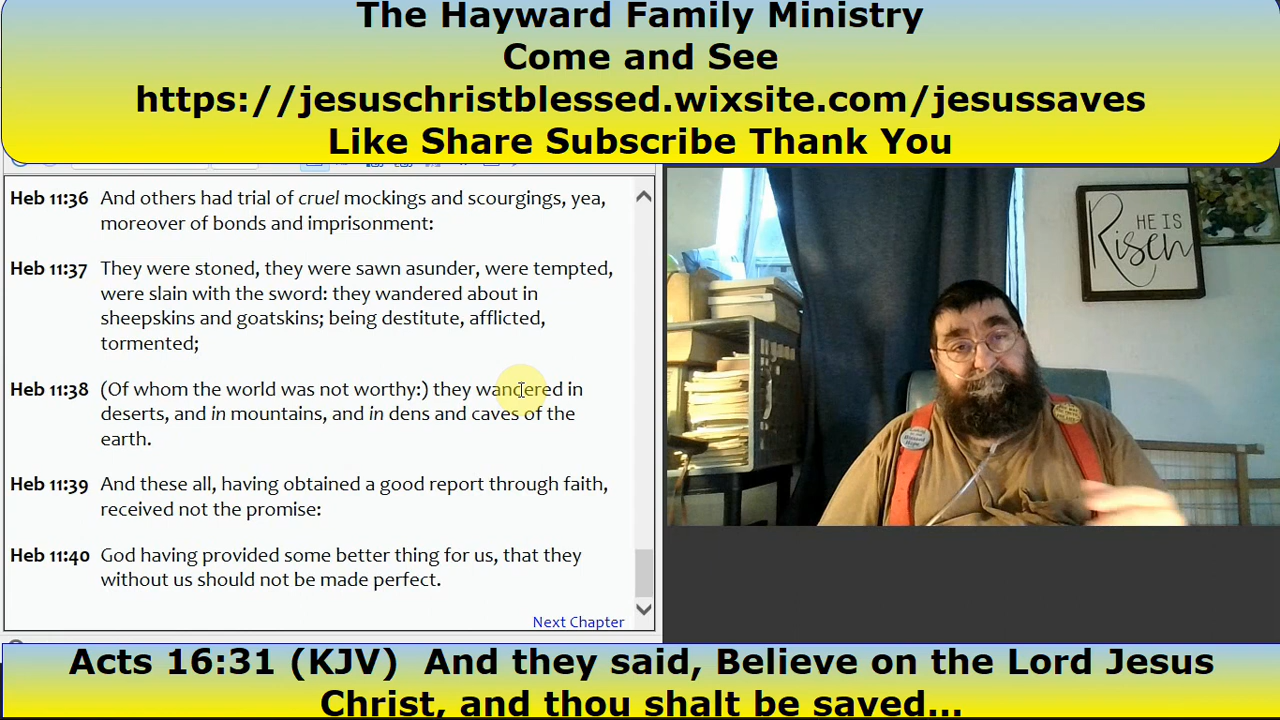 The Hayward Family Ministry
Come and See
https://jesuschristblessed.wixsite.com/jesussaves
Like Share Subscribe Thank You
Heb 11:36 And others had trial of cruel mockings and scourgings, yea,
moreover of bonds and imprisonment:
Heb 11:37 They were stoned, they were sawn asunder, were tempted,
were slain with the sword: they wandered about in
sheepskins and goatskins; being destitute, afflicted,
tormented;
Heb 11:38 (Of whom the world was not worthy:) they wandered in
deserts, and in mountains, and in dens and caves of the
earth.
Heb 11:39 And these all, having obtained a good report through faith,
received not the promise:
Heb 11:40 God having provided some better thing for us, that they
without us should not be made perfect.
Next Chapter
HE IS
Risen
Blessed
Hope
Acts 16:31 (KJV) And they said, Believe on the Lord Jesus
Christ, and thou shalt be saved...